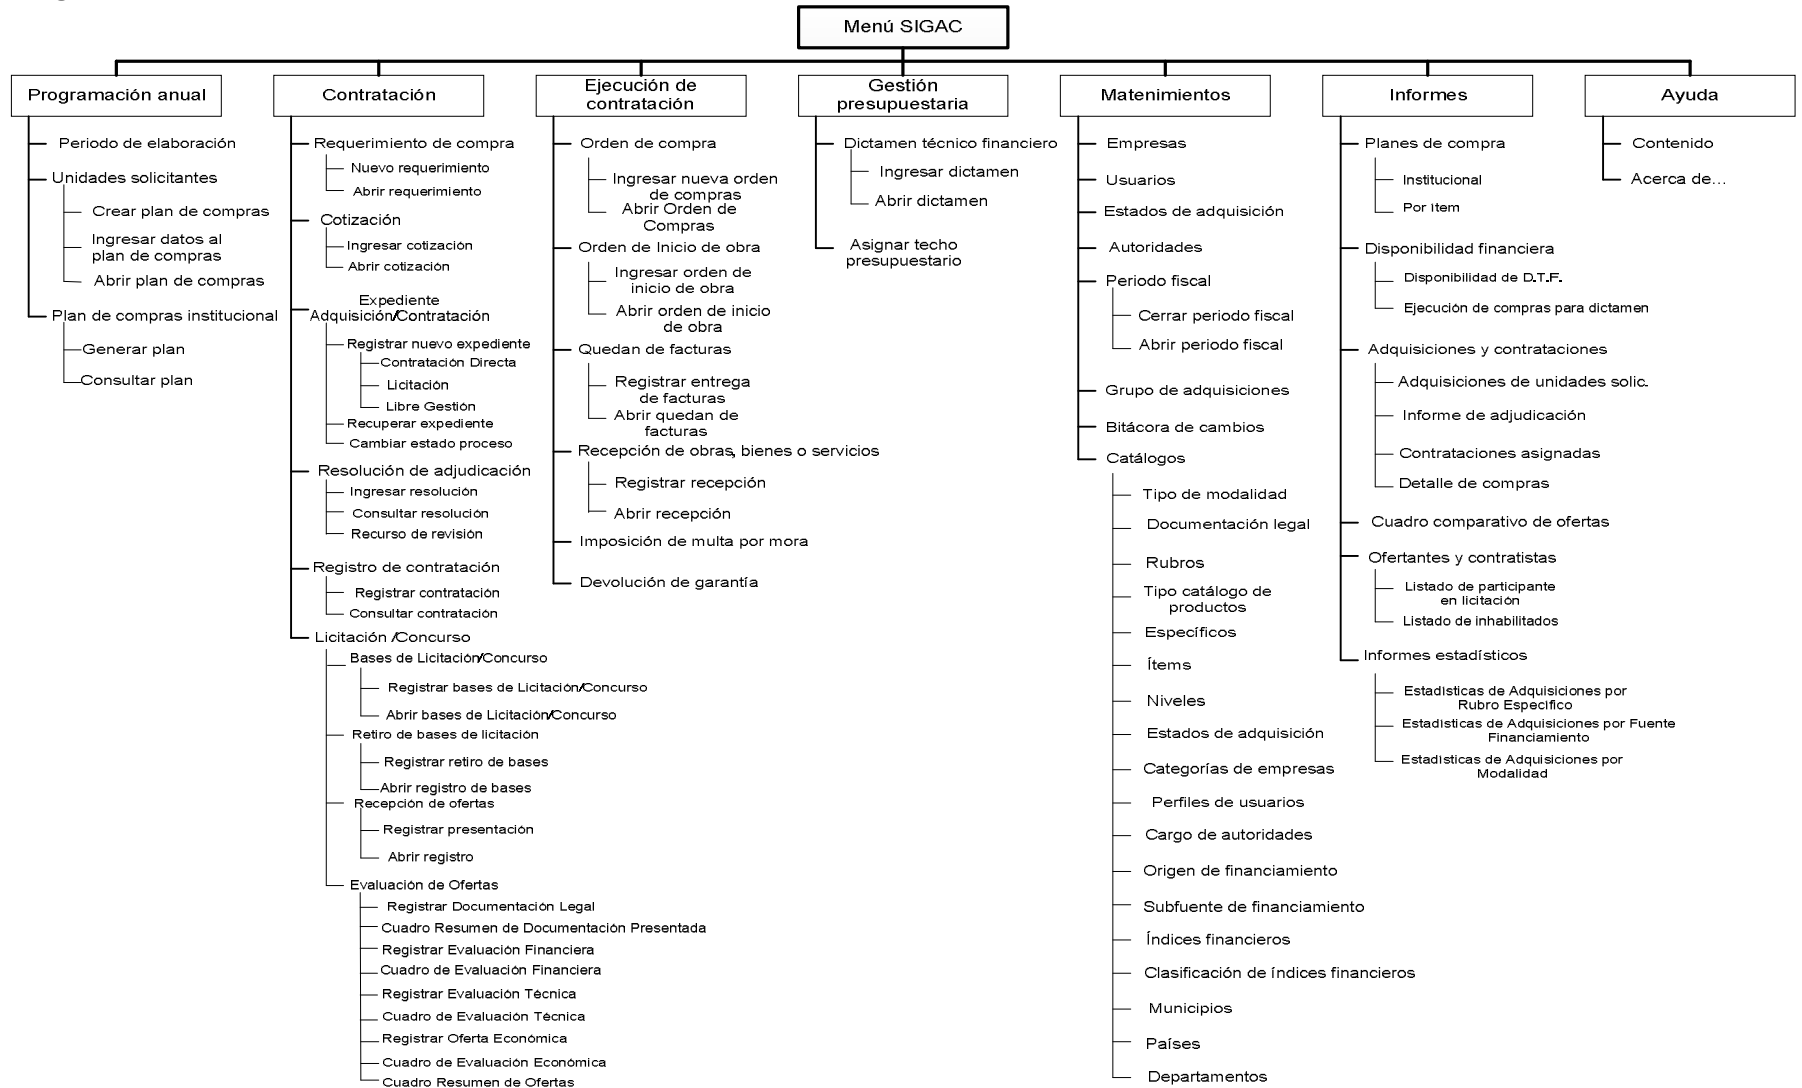 Menú SIGAC
Programación anual
Periodo de elaboración
Unidades solicitantes
Crear plan de compras
Ingresar datos al
plan de compras
Abrir plan de compras
Plan de compras institucional
Generar plan
Consultar plan
Contratación
Requerimiento de compra
Nuevo requerimiento
Abrir requerimiento
Cotización
Ingresar cotización
Abrir cotización
Expediente
Adquisición/Contratación
Registrar nuevo expediente
Contratación Directa
Licitación
Libre Gestión
Recuperar expediente
Cambiar estado proceso
Resolución de adjudicación
Ingresar resolución
Consultar resolución
Recurso de revisión
Registro de contratación
Registrar contratación
Consultar contratación
Licitación /Concurso
Bases de Licitación/Concurso
Registrar bases de Licitación/Concurso
Abrir bases de Licitación/Concurso
Retiro de bases de licitación
Registrar retiro de bases
Abrir registro de bases
Recepción de ofertas
Registrar presentación
Abrir registro
Evaluación de Ofertas
Registrar Documentación Legal
Cuadro Resumen de Documentación Presentada
Registrar Evaluación Financiera
Cuadro de Evaluación Financiera
Registrar Evaluación Técnica
Cuadro de Evaluación Técnica
Registrar Oferta Económica
Cuadro de Evaluación Económica
Cuadro Resumen de Ofertas
Ejecución de
contratación
Orden de compra
Ingresar nueva orden
de compras
Abrir Orden de
Compras
Orden de Inicio de obra
Ingresar orden de
inicio de obra
Abrir orden de inicio
de obra
Quedan de facturas
Registrar entrega
de facturas
Abrir quedan de
facturas
Recepción de obras, bienes o servicios
Registrar recepción
Abrir recepción
Imposición de multa por mora
Devolución de garantía
Gestión
presupuestaria
Dictamen técnico financiero
Ingresar dictamen
Abrir dictamen
Asignar techo
presupuestario
Matenimientos
Empresas
Usuarios
Estados de adquisición
Autoridades
Periodo fiscal
Cerrar periodo fiscal
Abrir periodo fiscal
Grupo de adquisiciones
Bitácora de cambios
Catálogos
Tipo de modalidad
Documentación legal
Rubros
Tipo catálogo de
productos
Específicos
Ítems
Niveles
Estados de adquisición
Categorías de empresas
Perfiles de usuarios
Cargo de autoridades
Origen de financiamiento
Subfuente de financiamiento
Índices financieros
Clasificación de índices financieros
Municipios
Países
Departamentos
Informes
Planes de compra
Institucional
Por ítem
Disponibilidad financiera
Disponibilidad de D.T.F.
Ejecución de compras para dictamen
Adquisiciones y contrataciones
Adquisiciones de unidades solic.
Informe de adjudicación
Contrataciones asignadas
Detalle de compras
Cuadro comparativo de ofertas
Ofertantes y contratistas
Listado de participante
en licitación
Listado de inhabilitados
Informes estadísticos
Estadísticas de Adquisiciones por
Rubro Específico
Estadísticas de Adquisiciones por Fuente
Financiamiento
Estadísticas de Adquisiciones por
Modalidad
Ayuda
Contenido
Acerca de...